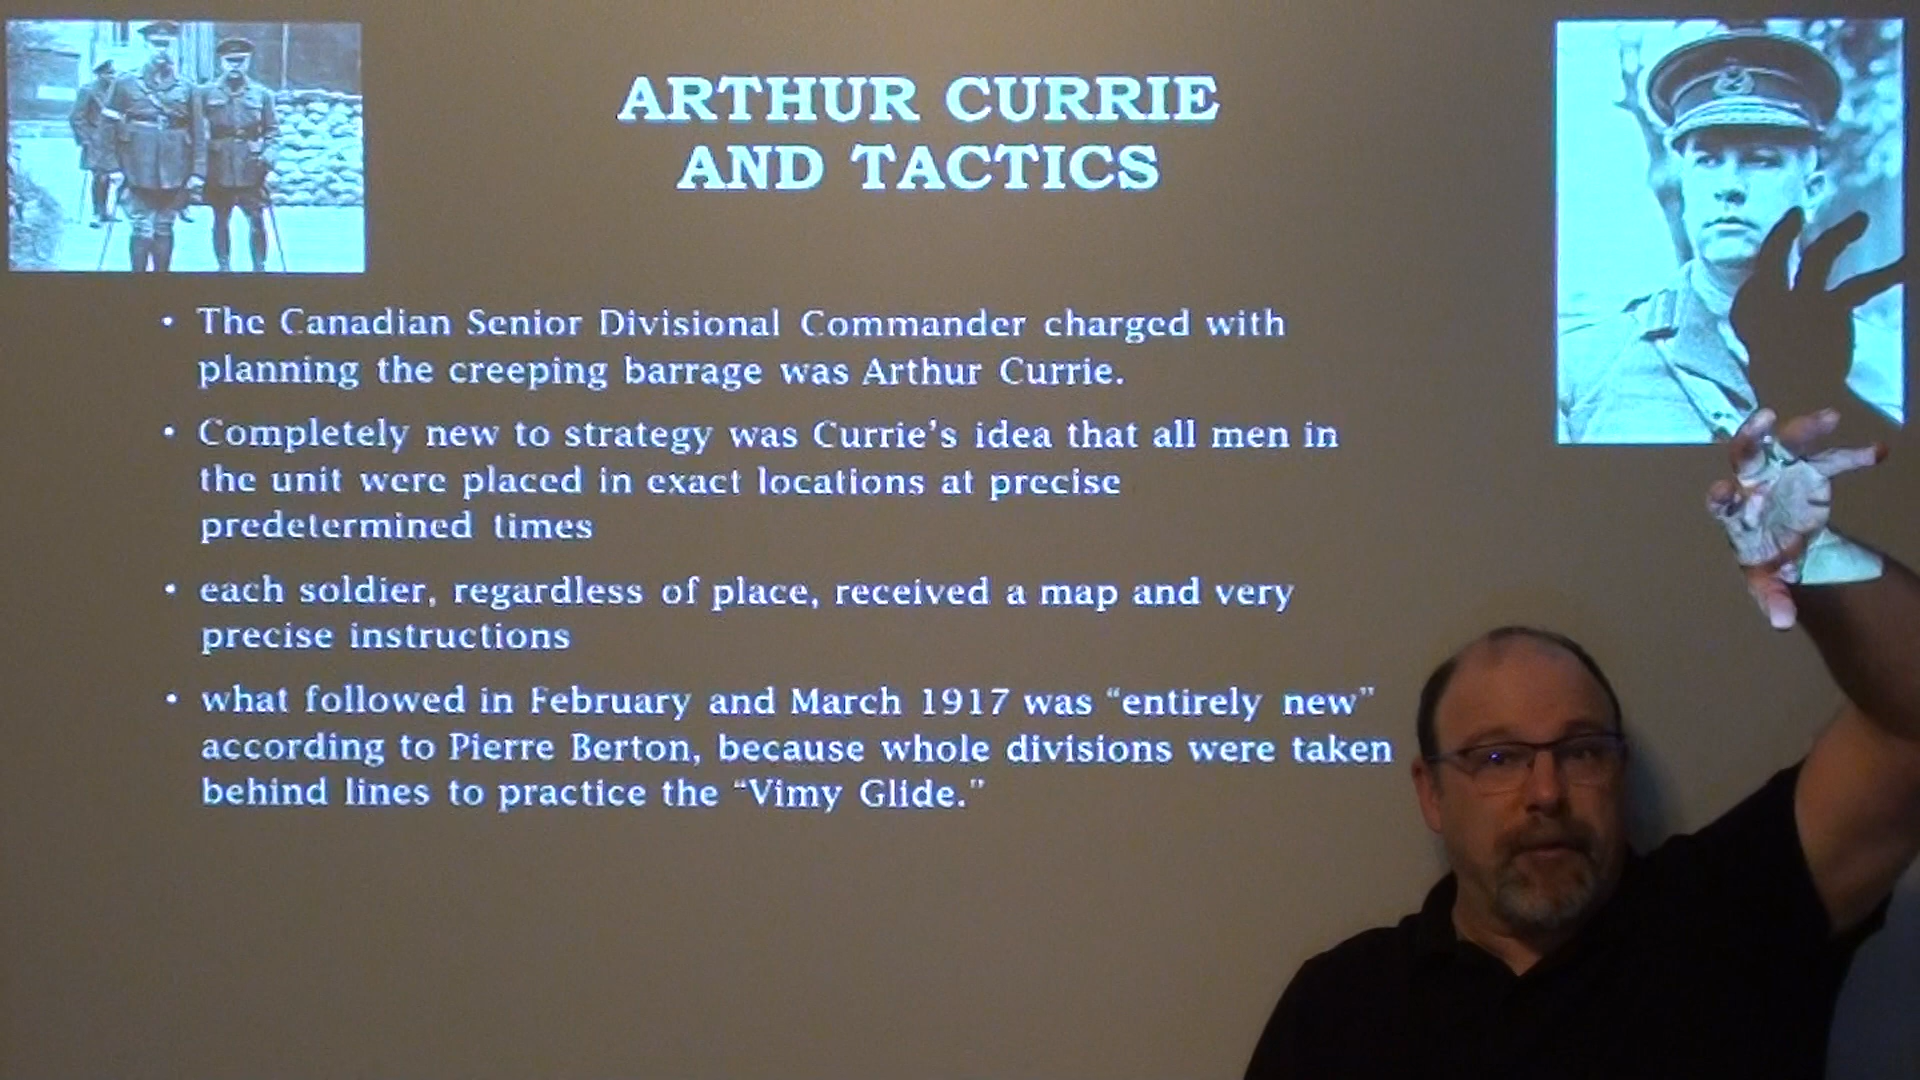 ARTHUR CURRIE
AND TACTICS
• The Canadian Senior Divisional Commander charged with
planning the creeping barrage was Arthur Currie.
• Completely new to strategy was Currie's idea that all men in
the unit were placed in exact locations at precise
predetermined times
• each soldier, regardless of place, received a map and very
precise instructions
• what followed in February and March 1917 was “entirely new”
according to Pierre Berton, because whole divisions were taken
behind lines to practice the “Vimy Glide.”